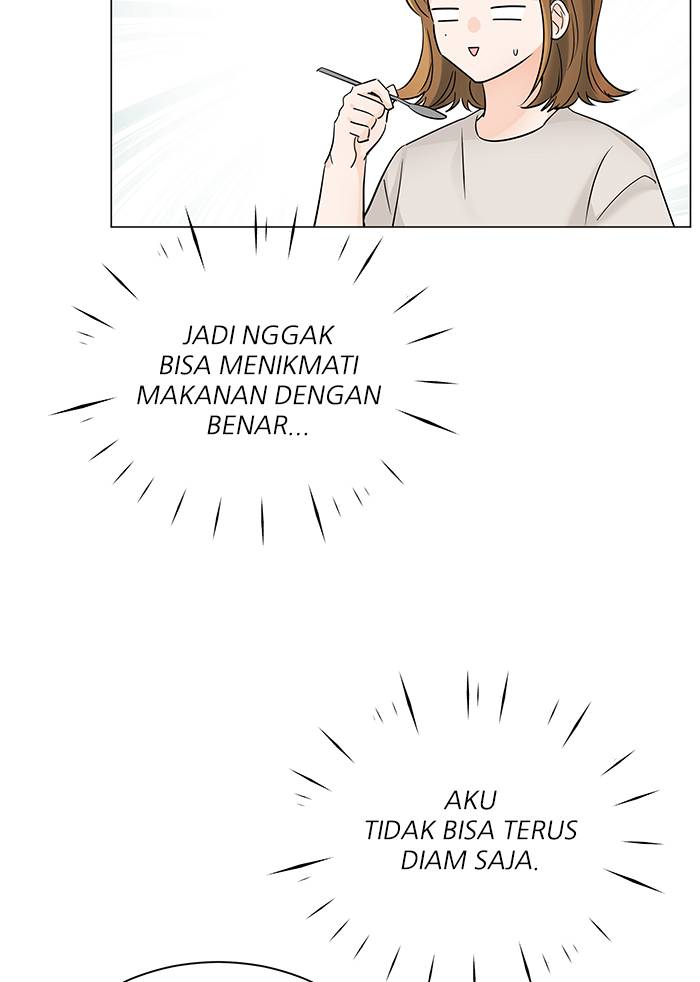 JADI NGGAK
BISA MENIKMATI
MAKANAN DENGAN
BENAR...
AKU
TIDAK BISA TERUS
DIAM SAJA.